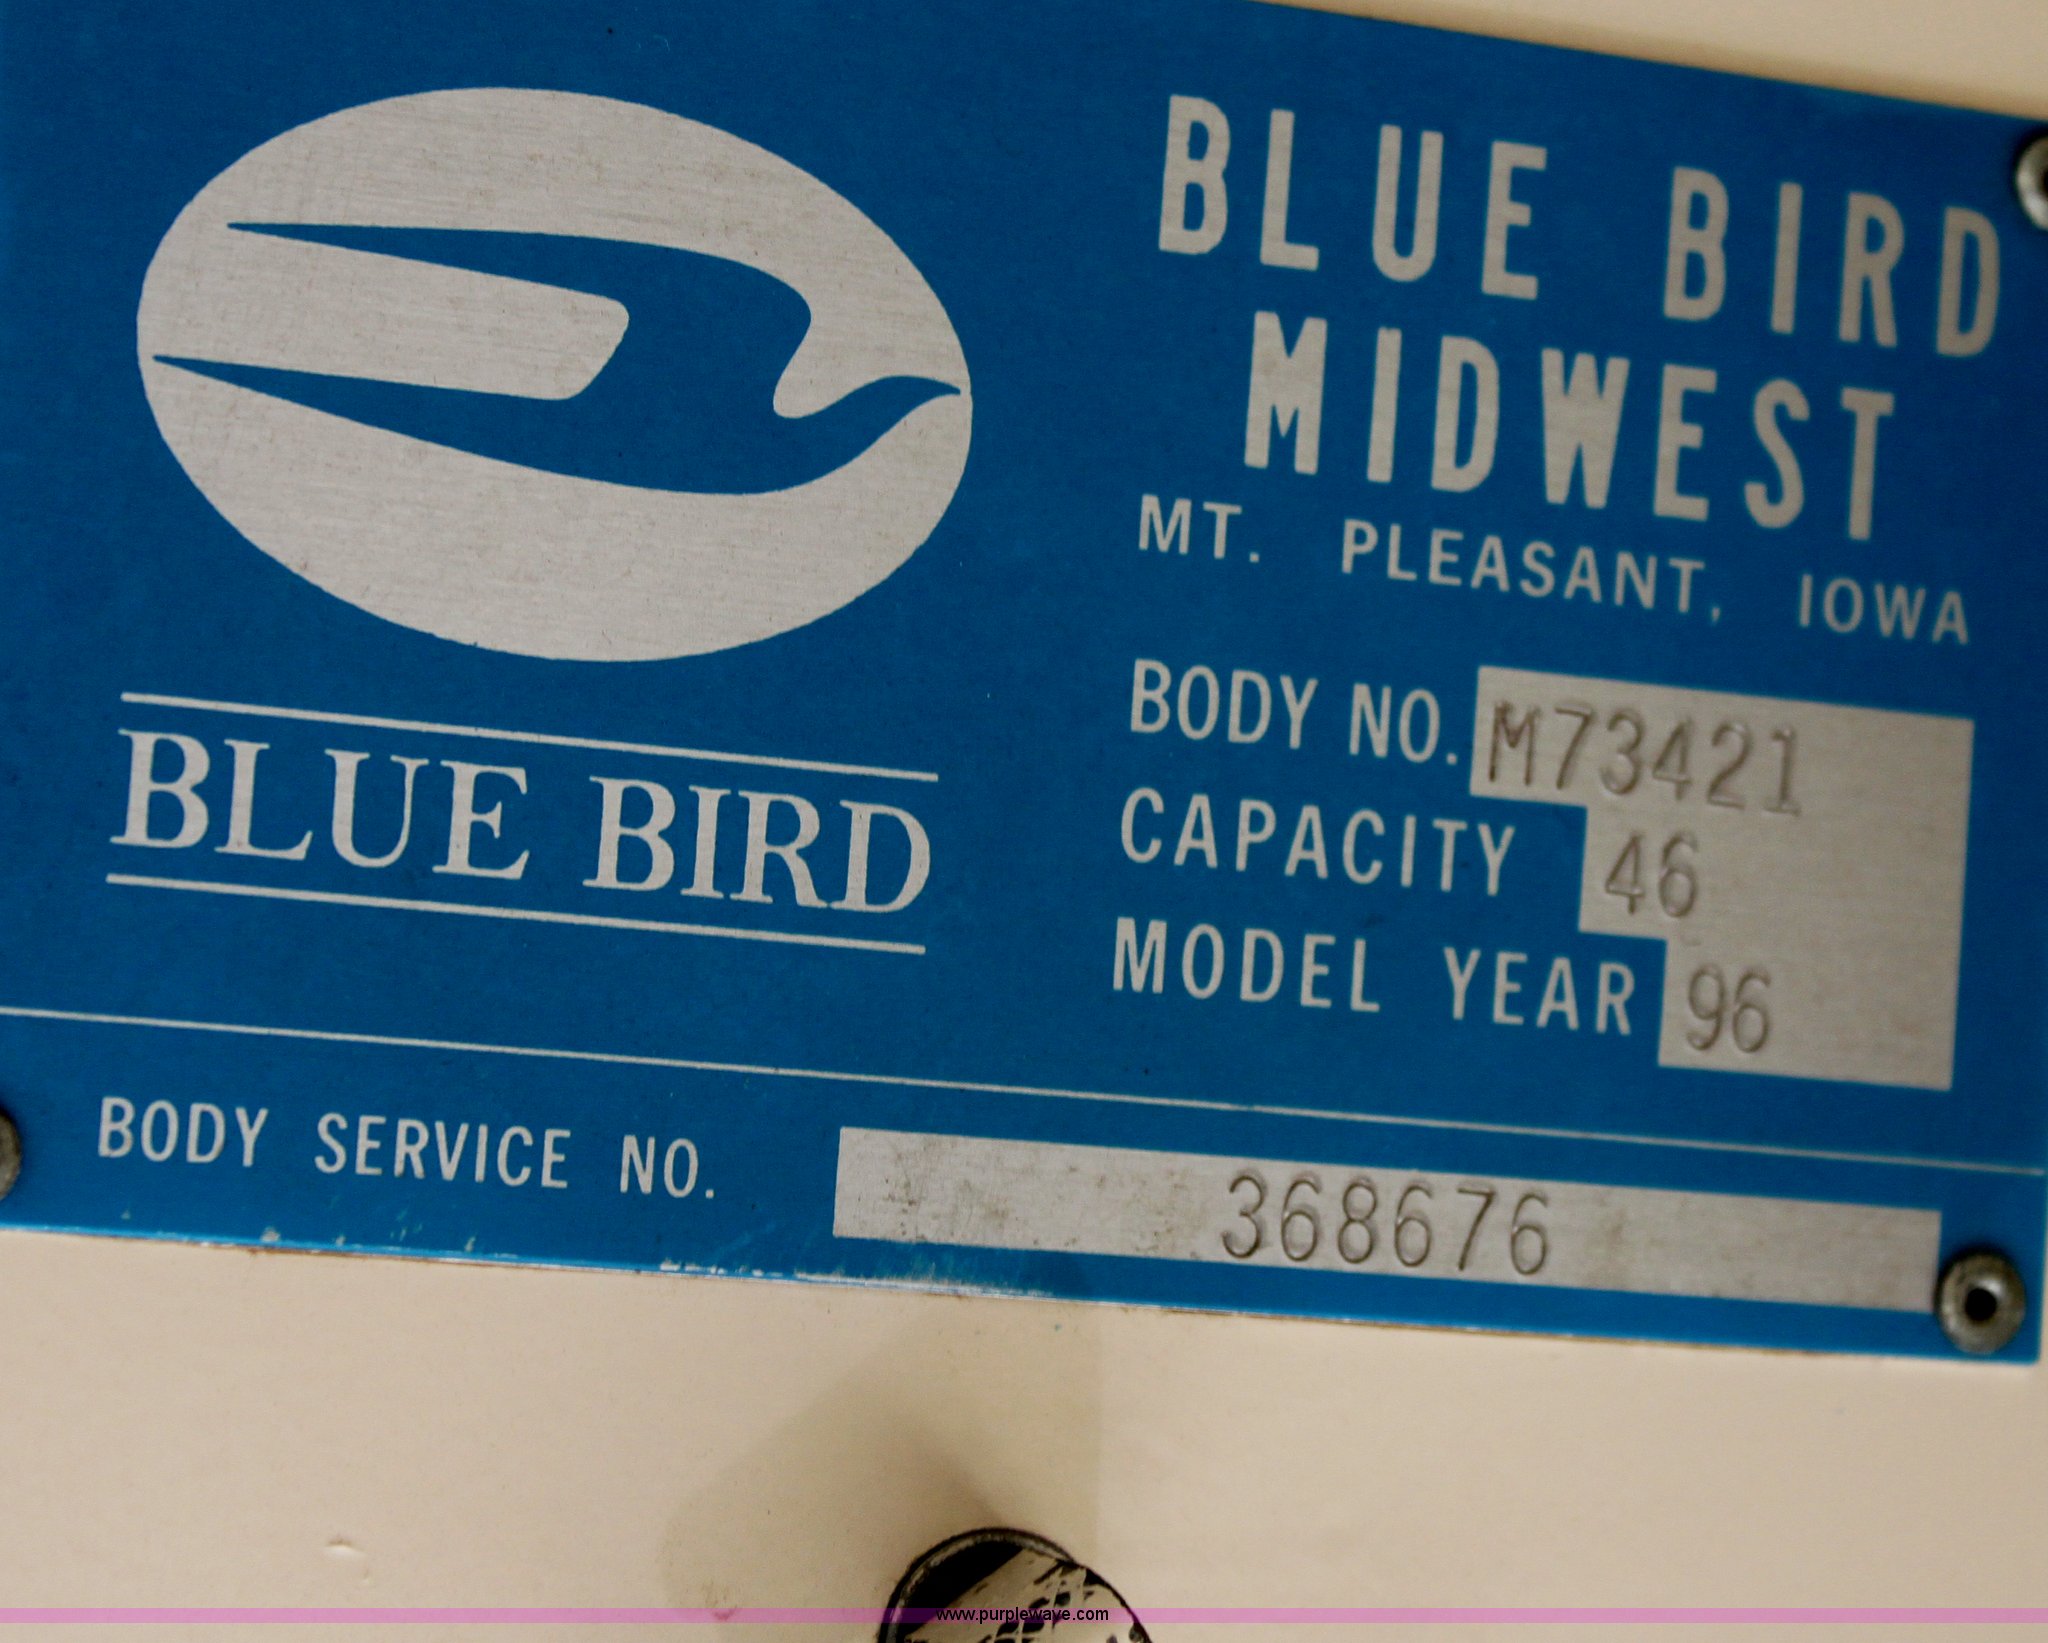 BLUE BIRD
MIDWEST
MT. PLEASANT, IOWA
BODY NO. M73421
CAPACITY 46
MODEL YEAR 96
BLUE BIRD
BODY SERVICE NO. 368676
www.purplewave.com